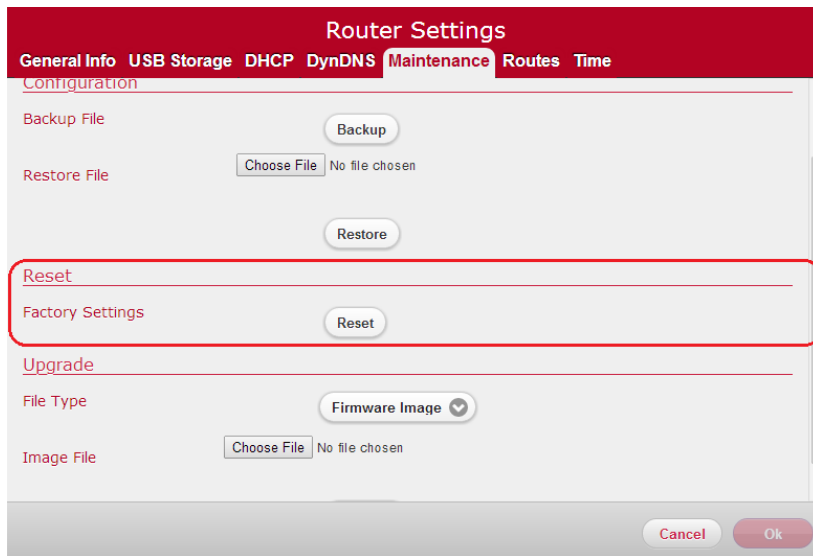 Router Settings
General Info USB Storage DHCP DynDNS Maintenance Routes Time
Configuration
Backup File
Backup
Restore File
Choose File No file chosen
Restore
Reset
Factory Settings
Reset
Upgrade
File Type
Firmware Image
Image File
Choose File No file chosen
Cancel Ok